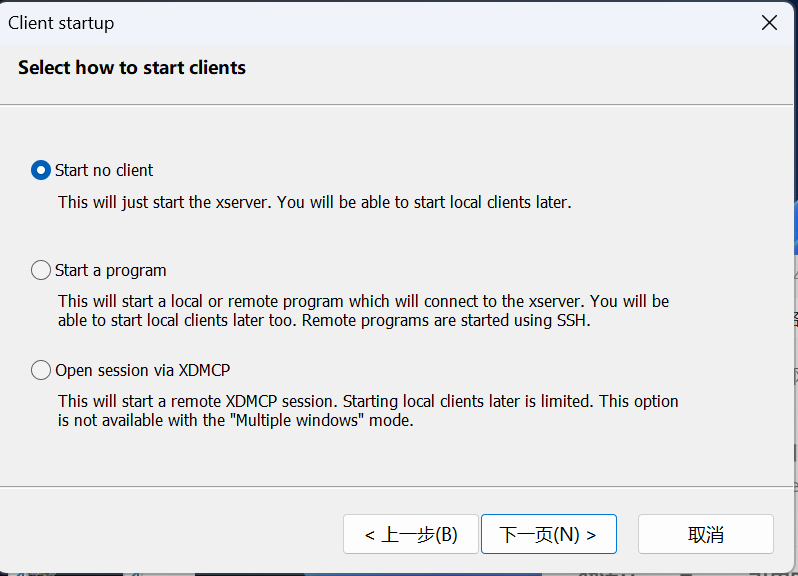 Client startup
Select how to start clients
Start no client
This will just start the xserver. You will be able to start local clients later.
Start a program
This will start a local or remote program which will connect to the xserver. You will be
able to start local clients later too. Remote programs are started using SSH.
Open session via XDMCP
This will start a remote XDMCP session. Starting local clients later is limited. This option
is not available with the "Multiple windows" mode.
< 上一步(B) 下一页(N) > 取消